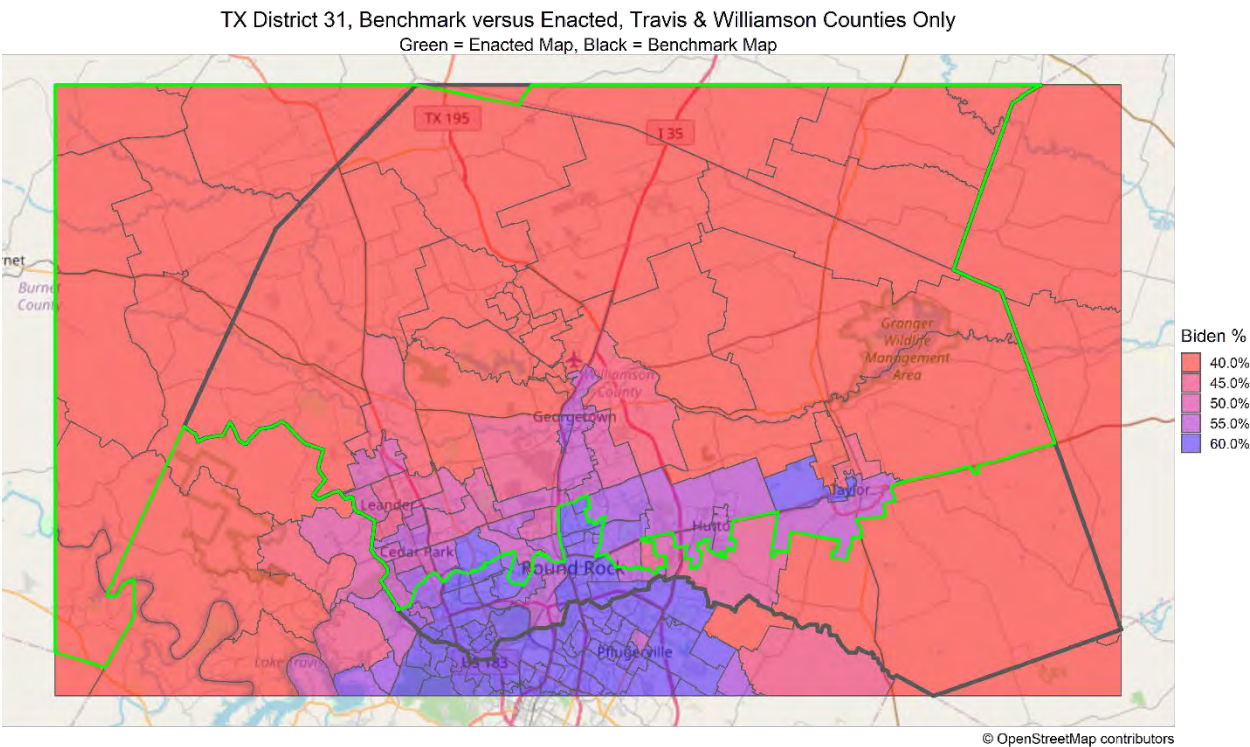 TX District 31, Benchmark versus Enacted, Travis & Williamson Counties Only
Green = Enacted Map, Black = Benchmark Map
TX 195
I 35
rnet
Burnet
County
Granger
Wildlife
Management
Area
Williamson
County
Georgetown
Leander
Taylor
Hutto
Cedar Park
Round Rock
Pflugerville
Lake Travis
US 183
Biden %
40.0%
45.0%
50.0%
55.0%
60.0%
© OpenStreetMap contributors